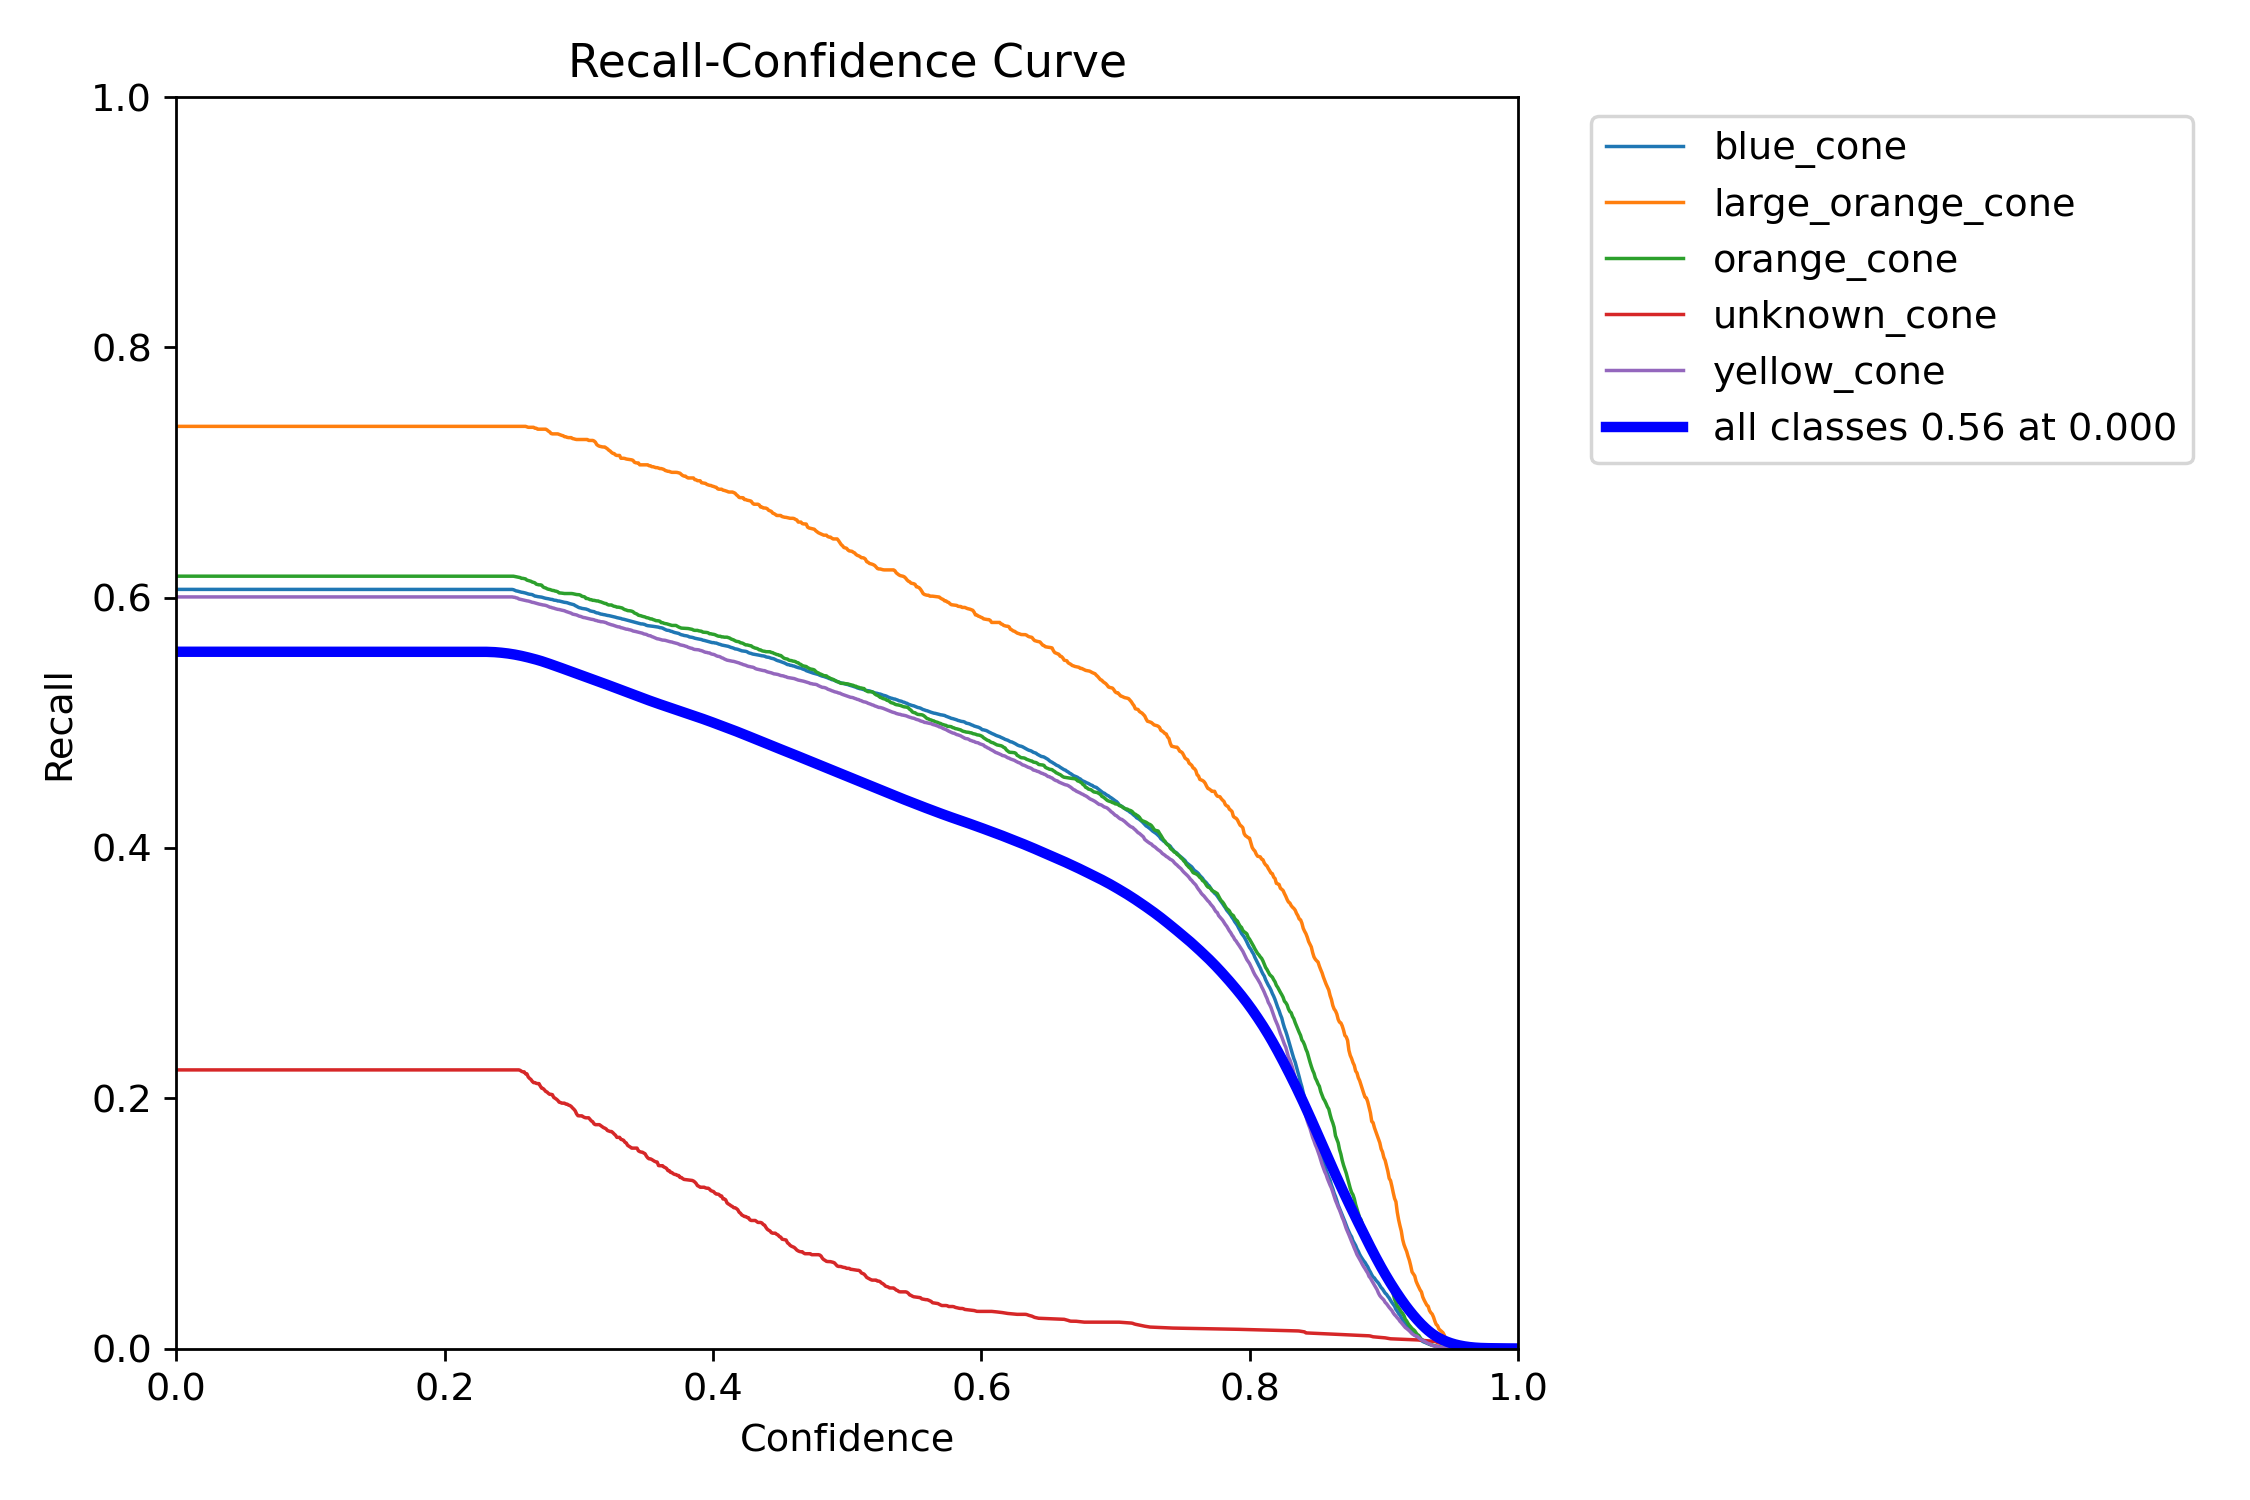 Recall-Confidence Curve
1.0
0.8
0.6
0.4
0.2
0.0
Recall
0.0 0.2 0.4 0.6 0.8 1.0
Confidence
blue_cone
large_orange_cone
orange_cone
unknown_cone
yellow_cone
all classes 0.56 at 0.000